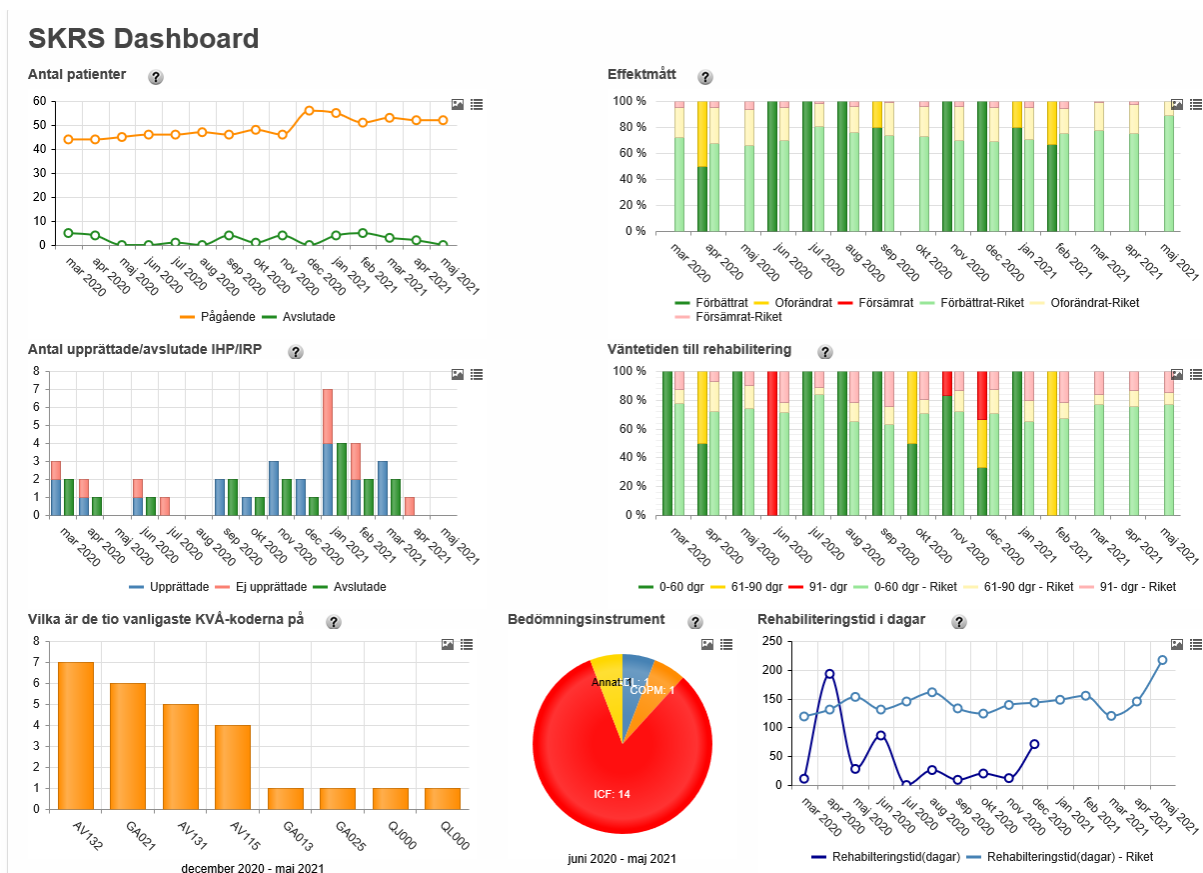 SKRS Dashboard
Antal patienter ?
60
50
40
30
20
10
0
mar 2020 apr 2020 maj 2020 jun 2020 jul 2020 aug 2020 sep 2020 okt 2020 nov 2020 dec 2020 jan 2021 feb 2021 mar 2021 apr 2021 maj 2021
Pågående Avslutade
Effektmått ?
100 %
80 %
60 %
40 %
20 %
0 %
mar 2020 apr 2020 maj 2020 jun 2020 jul 2020 aug 2020 sep 2020 okt 2020 nov 2020 dec 2020 jan 2021 feb 2021 mar 2021 apr 2021 maj 2021
Förbättrat Oforändrat Försämrat Förbättrat-Riket Oforändrat-Riket
Försämrat-Riket
Antal upprättade/avslutade IHP/IRP ?
8
7
6
5
4
3
2
1
0
mar 2020 apr 2020 maj 2020 jun 2020 jul 2020 aug 2020 sep 2020 okt 2020 nov 2020 dec 2020 jan 2021 feb 2021 mar 2021 apr 2021 maj 2021
Upprättade Ej upprättade Avslutade
Väntetiden till rehabilitering ?
100 %
80 %
60 %
40 %
20 %
0 %
mar 2020 apr 2020 maj 2020 jun 2020 jul 2020 aug 2020 sep 2020 okt 2020 nov 2020 dec 2020 jan 2021 feb 2021 mar 2021 apr 2021 maj 2021
0-60 dgr 61-90 dgr 91- dgr 0-60 dgr - Riket 61-90 dgr - Riket 91- dgr - Riket
Vilka är de tio vanligaste KVÅ-koderna på ?
8
7
6
5
4
3
2
1
0
AV132 GA021 AV131 AV115 GA013 GA025 QJ000 QL000
december 2020 - maj 2021
Bedömningsinstrument ?
Annat:
COPM: 1
ICF: 14
juni 2020 - maj 2021
Rehabiliteringstid i dagar ?
250
200
150
100
50
0
mar 2020 apr 2020 maj 2020 jun 2020 jul 2020 aug 2020 sep 2020 okt 2020 nov 2020 dec 2020 jan 2021 feb 2021 mar 2021 apr 2021 maj 2021
Rehabilteringstid(dagar) Rehabilteringstid(dagar) - Riket